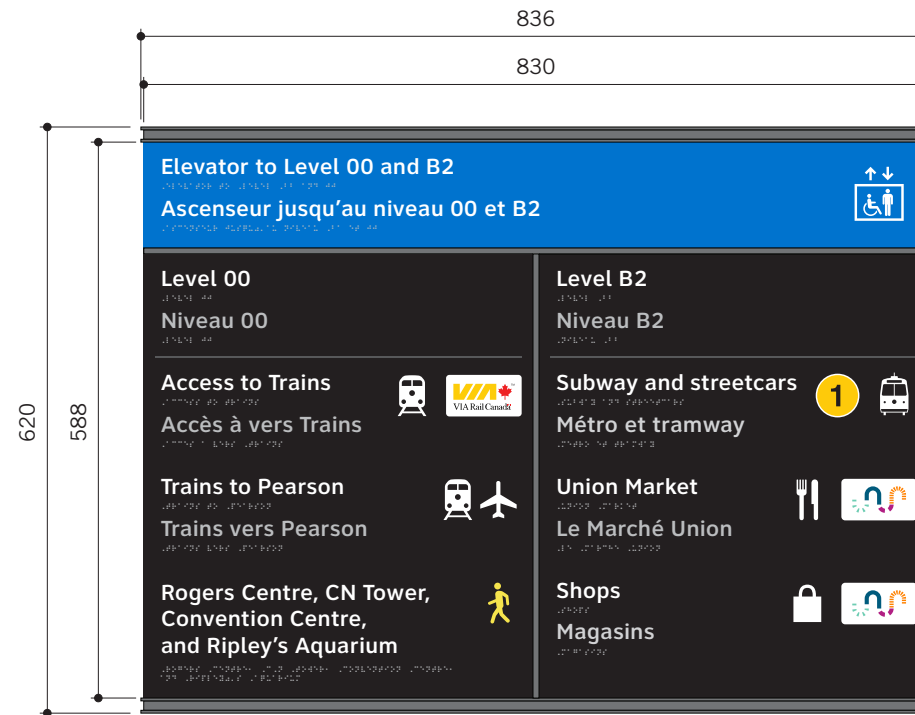 836
830
620
588
Elevator to Level 00 and B2
Ascenseur jusqu'au niveau 00 et B2
Level 00
Niveau 00
Access to Trains
VIA
VIA Rail Canada
Accès à vers Trains
Trains to Pearson
Trains vers Pearson
Rogers Centre, CN Tower,
Convention Centre,
and Ripley's Aquarium
Level B2
Niveau B2
Subway and streetcars
1
Métro et tramway
Union Market
Le Marché Union
Shops
Magasins